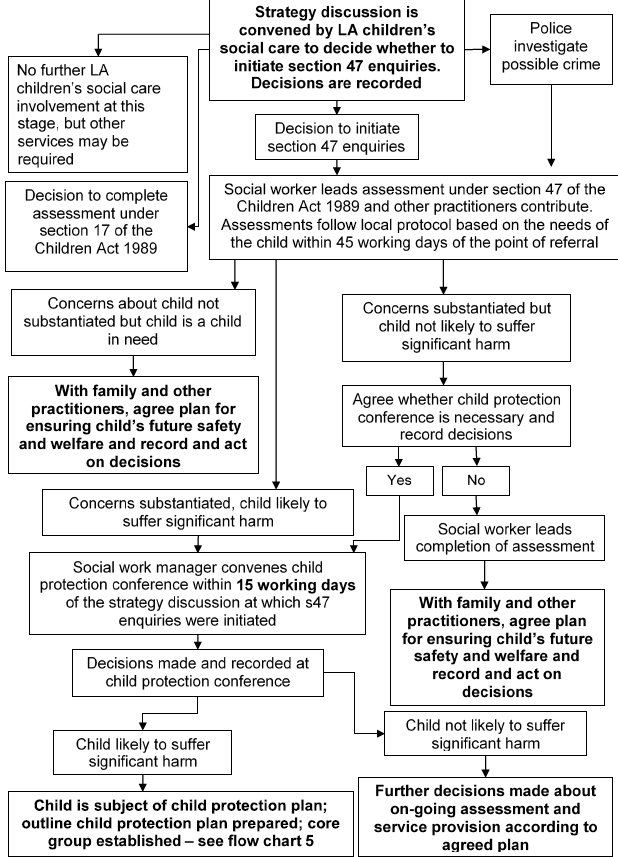 Strategy discussion is
convened by LA children's
social care to decide whether to
initiate section 47 enquiries.
Decisions are recorded
Police
investigate
possible crime
No further LA
children's social care
involvement at this
stage, but other
services may be
required
Decision to initiate
section 47 enquiries
Decision to complete
assessment under
section 17 of the
Children Act 1989
Social worker leads assessment under section 47 of the
Children Act 1989 and other practitioners contribute.
Assessments follow local protocol based on the needs of
the child within 45 working days of the point of referral
Concerns about child not
substantiated but child is a child
in need
Concerns substantiated but
child not likely to suffer
significant harm
With family and other
practitioners, agree plan for
ensuring child's future safety
and welfare and record and act
on decisions
Agree whether child protection
conference is necessary and
record decisions
Yes
No
Concerns substantiated, child likely to
suffer significant harm
Social worker leads
completion of assessment
Social work manager convenes child
protection conference within 15 working days
of the strategy discussion at which s47
enquiries were initiated
With family and other
practitioners, agree plan
for ensuring child's future
safety and welfare and
record and act on
decisions
Decisions made and recorded at
child protection conference
Child not likely to suffer
significant harm
Child likely to suffer
significant harm
Child is subject of child protection plan;
outline child protection plan prepared; core
group established – see flow chart 5
Further decisions made about
on-going assessment and
service provision according to
agreed plan